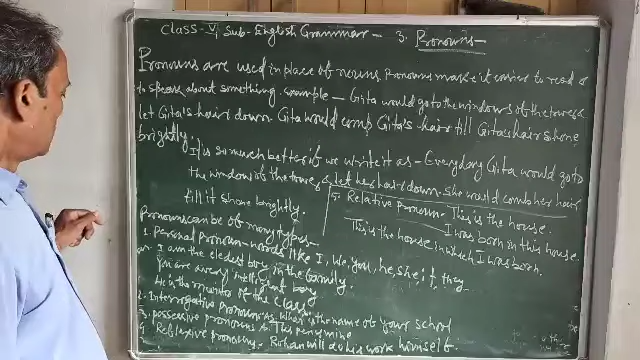 Class-V, Sub-English Grammar- 3. Pronouns-
Pronouns are used in place of nouns. Pronouns make it easier to read or
to speak about something. example- Gita would go to the windows of the tower &
let Gita's hair down. Gita would comb Gita's hair till Gita's hair shone
brightly.
It is so much better if we write it as - Everyday Gita would go to
the window of the tower & let her hair down. She would comb her hair
till it shone brightly.
Pronouns can be of many types-
1. Personal Pronoun- words like I, we, you, he, she, it, they
I am the eldest boy in the family.
You are a very intelligent boy
He is the monitor of the class
2. Interrogative pronouns What is the name of your school
3. possessive pronouns This pen is mine
4. Reflexive pronouns- Rohan will do his work himself.
5. Relative Pronoun- This is the house.
I was born in this house.
This is the house in which I was born.